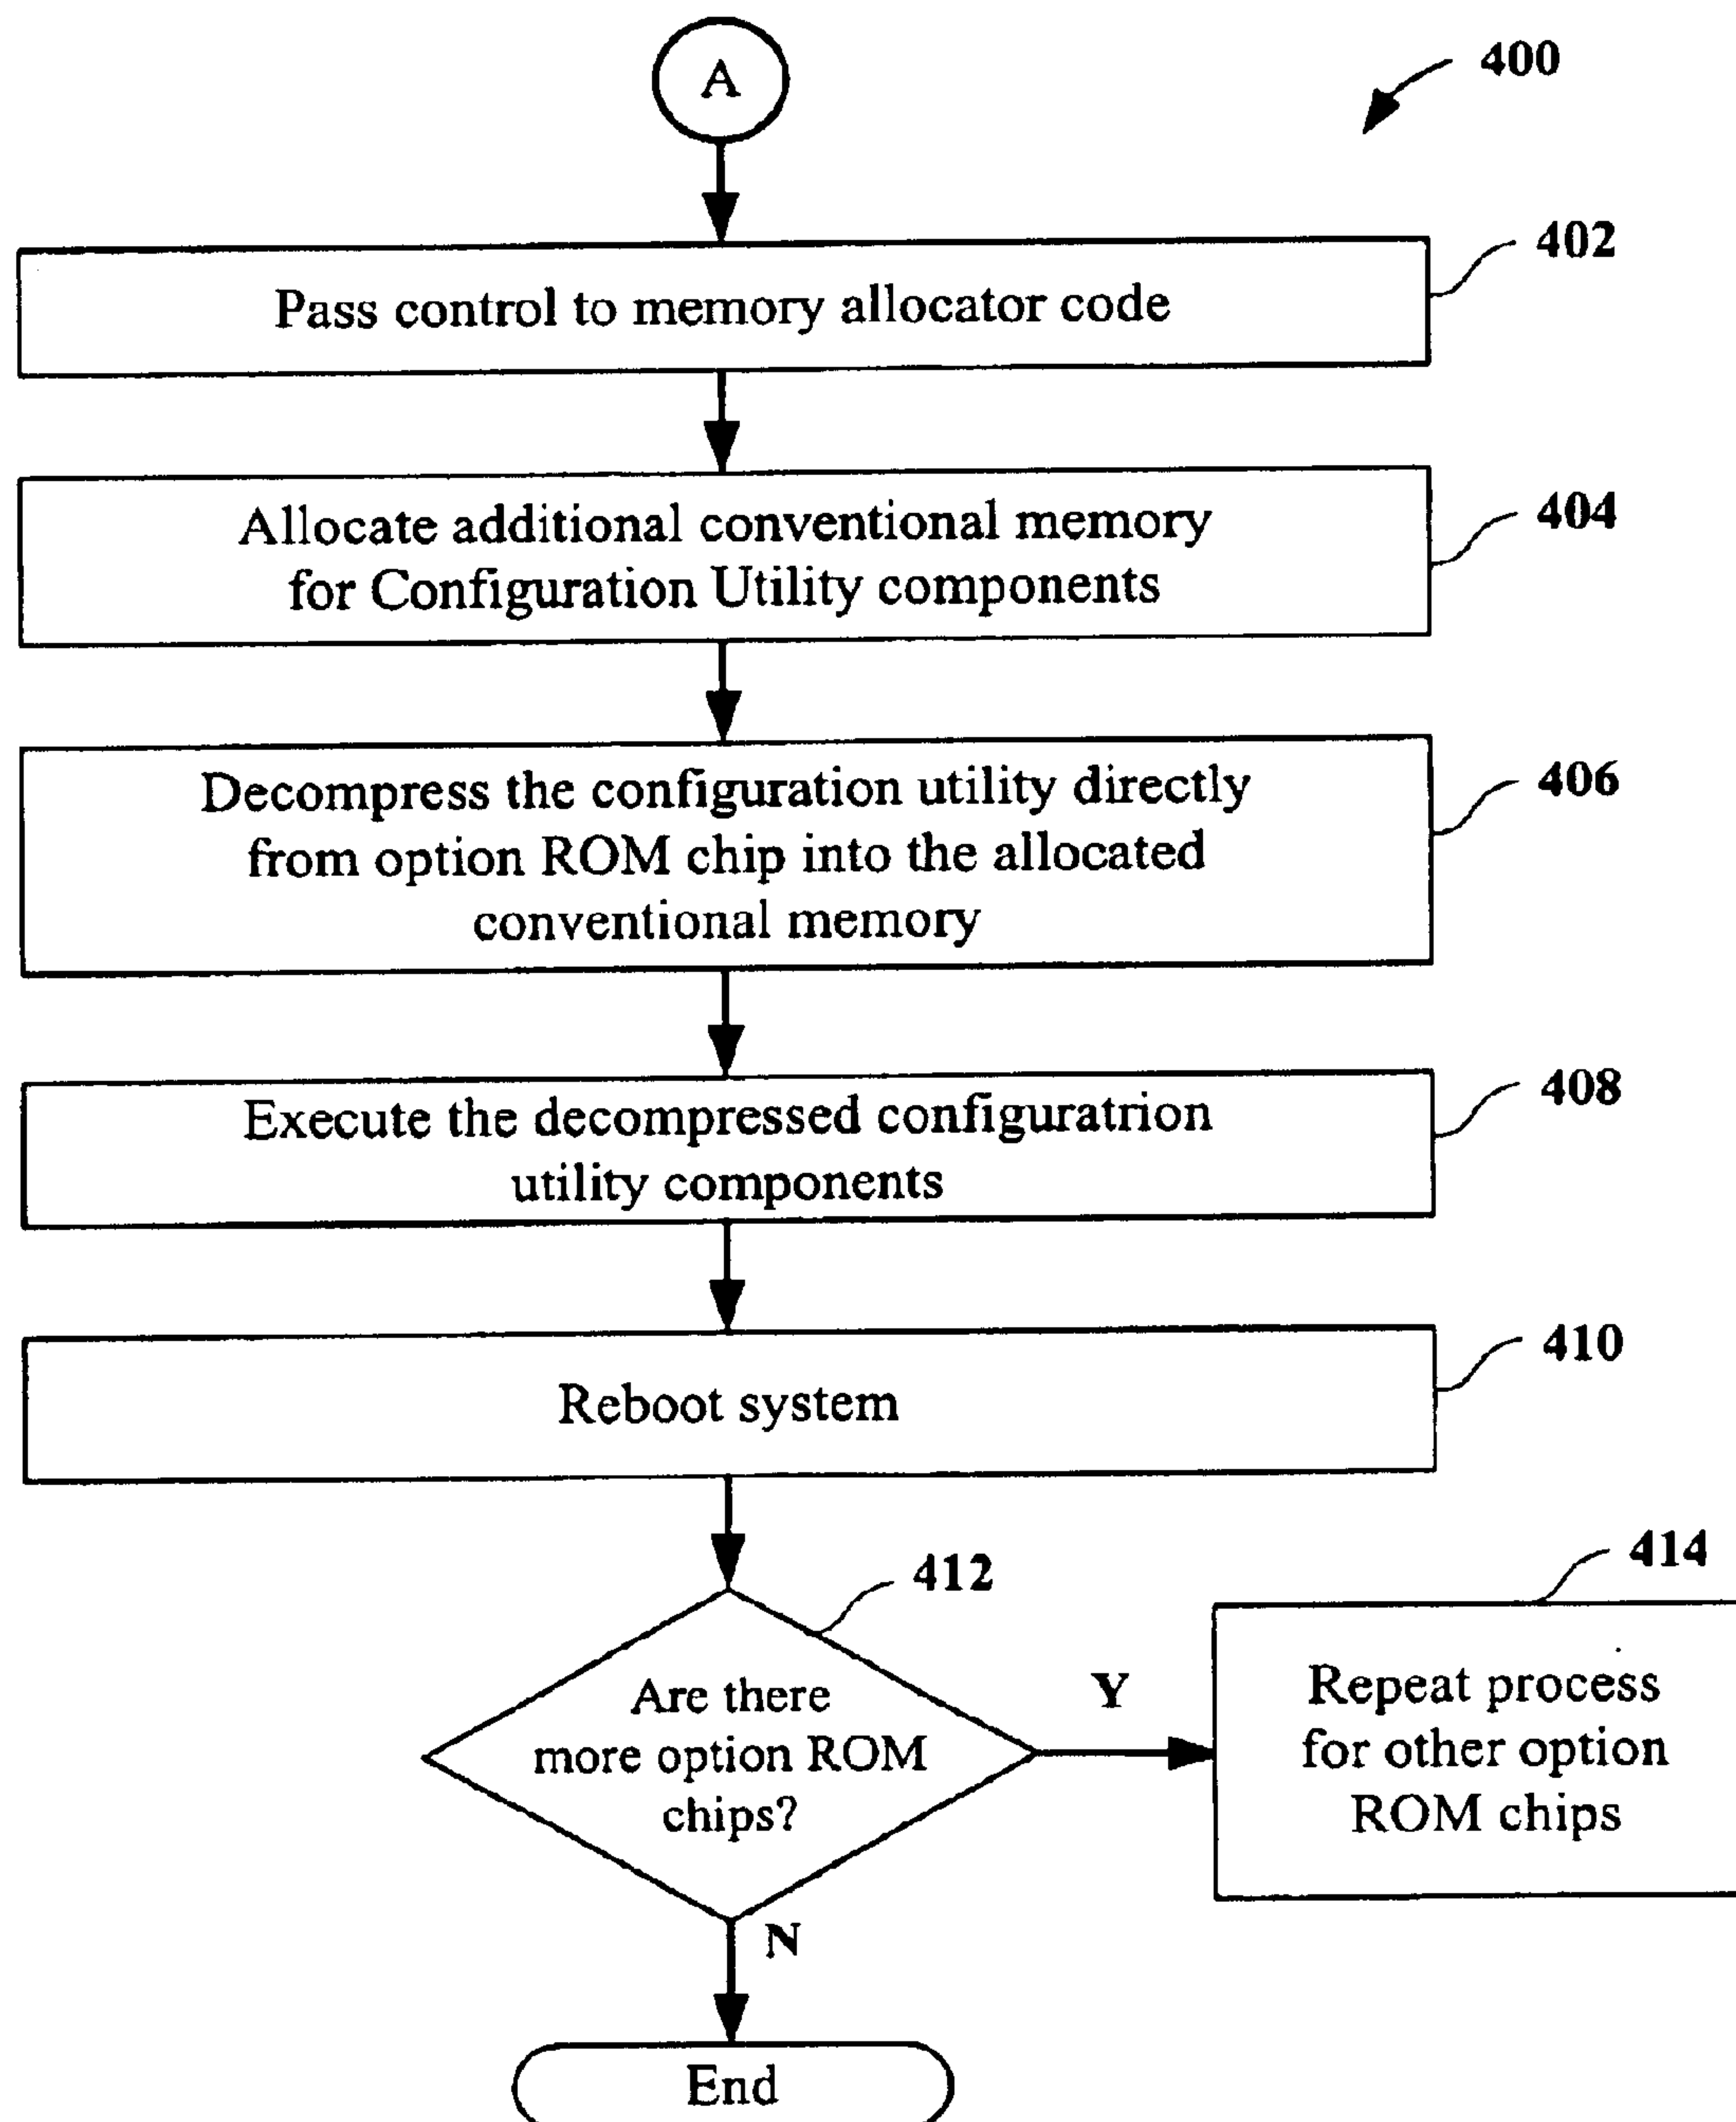 A
400
Pass control to memory allocator code
402
Allocate additional conventional memory
for Configuration Utility components
404
Decompress the configuration utility directly
from option ROM chip into the allocated
conventional memory
406
Execute the decompressed configuratrion
utility components
408
Reboot system
410
Are there
more option ROM
chips?
412
Y
Repeat process
for other option
ROM chips
414
N
End